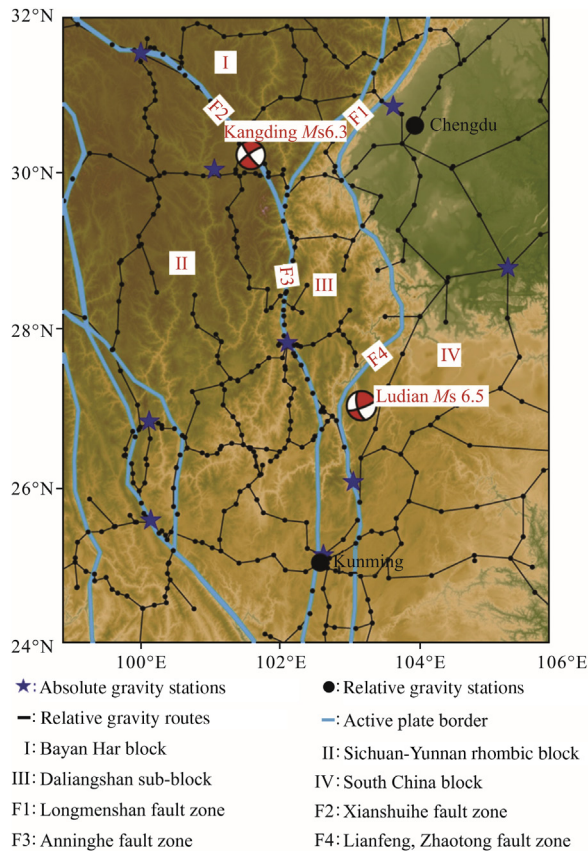 32°N
I
F2
F1
Kangding Ms6.3
Chengdu
30°N
II
F3
III
28°N
F4
IV
Ludian Ms 6.5
26°N
Kunming
24°N
100°E 102°E 104°E 106°E
: Absolute gravity stations
: Relative gravity stations
: Relative gravity routes
: Active plate border
I: Bayan Har block
II: Sichuan-Yunnan rhombic block
III: Daliangshan sub-block
IV: South China block
F1: Longmenshan fault zone
F2: Xianshuihe fault zone
F3: Anninghe fault zone
F4: Lianfeng, Zhaotong fault zone